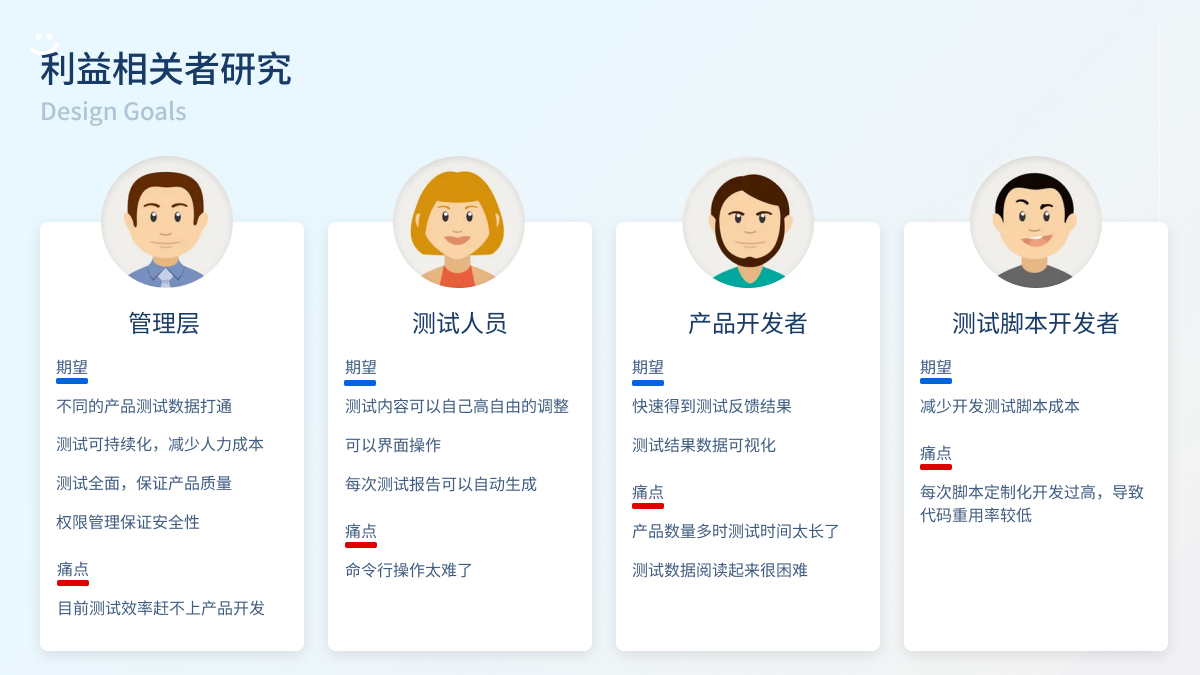 利益相关者研究
Design Goals
管理层
期望
不同的产品测试数据打通
测试可持续化，减少人力成本
测试全面，保证产品质量
权限管理保证安全性
痛点
目前测试效率赶不上产品开发
测试人员
期望
测试内容可以自己高自由的调整
可以界面操作
每次测试报告可以自动生成
痛点
命令行操作太难了
产品开发者
期望
快速得到测试反馈结果
测试结果数据可视化
痛点
产品数量多时测试时间太长了
测试数据阅读起来很困难
测试脚本开发者
期望
减少开发测试脚本成本
痛点
每次脚本定制化开发过高，导致
代码重用率较低